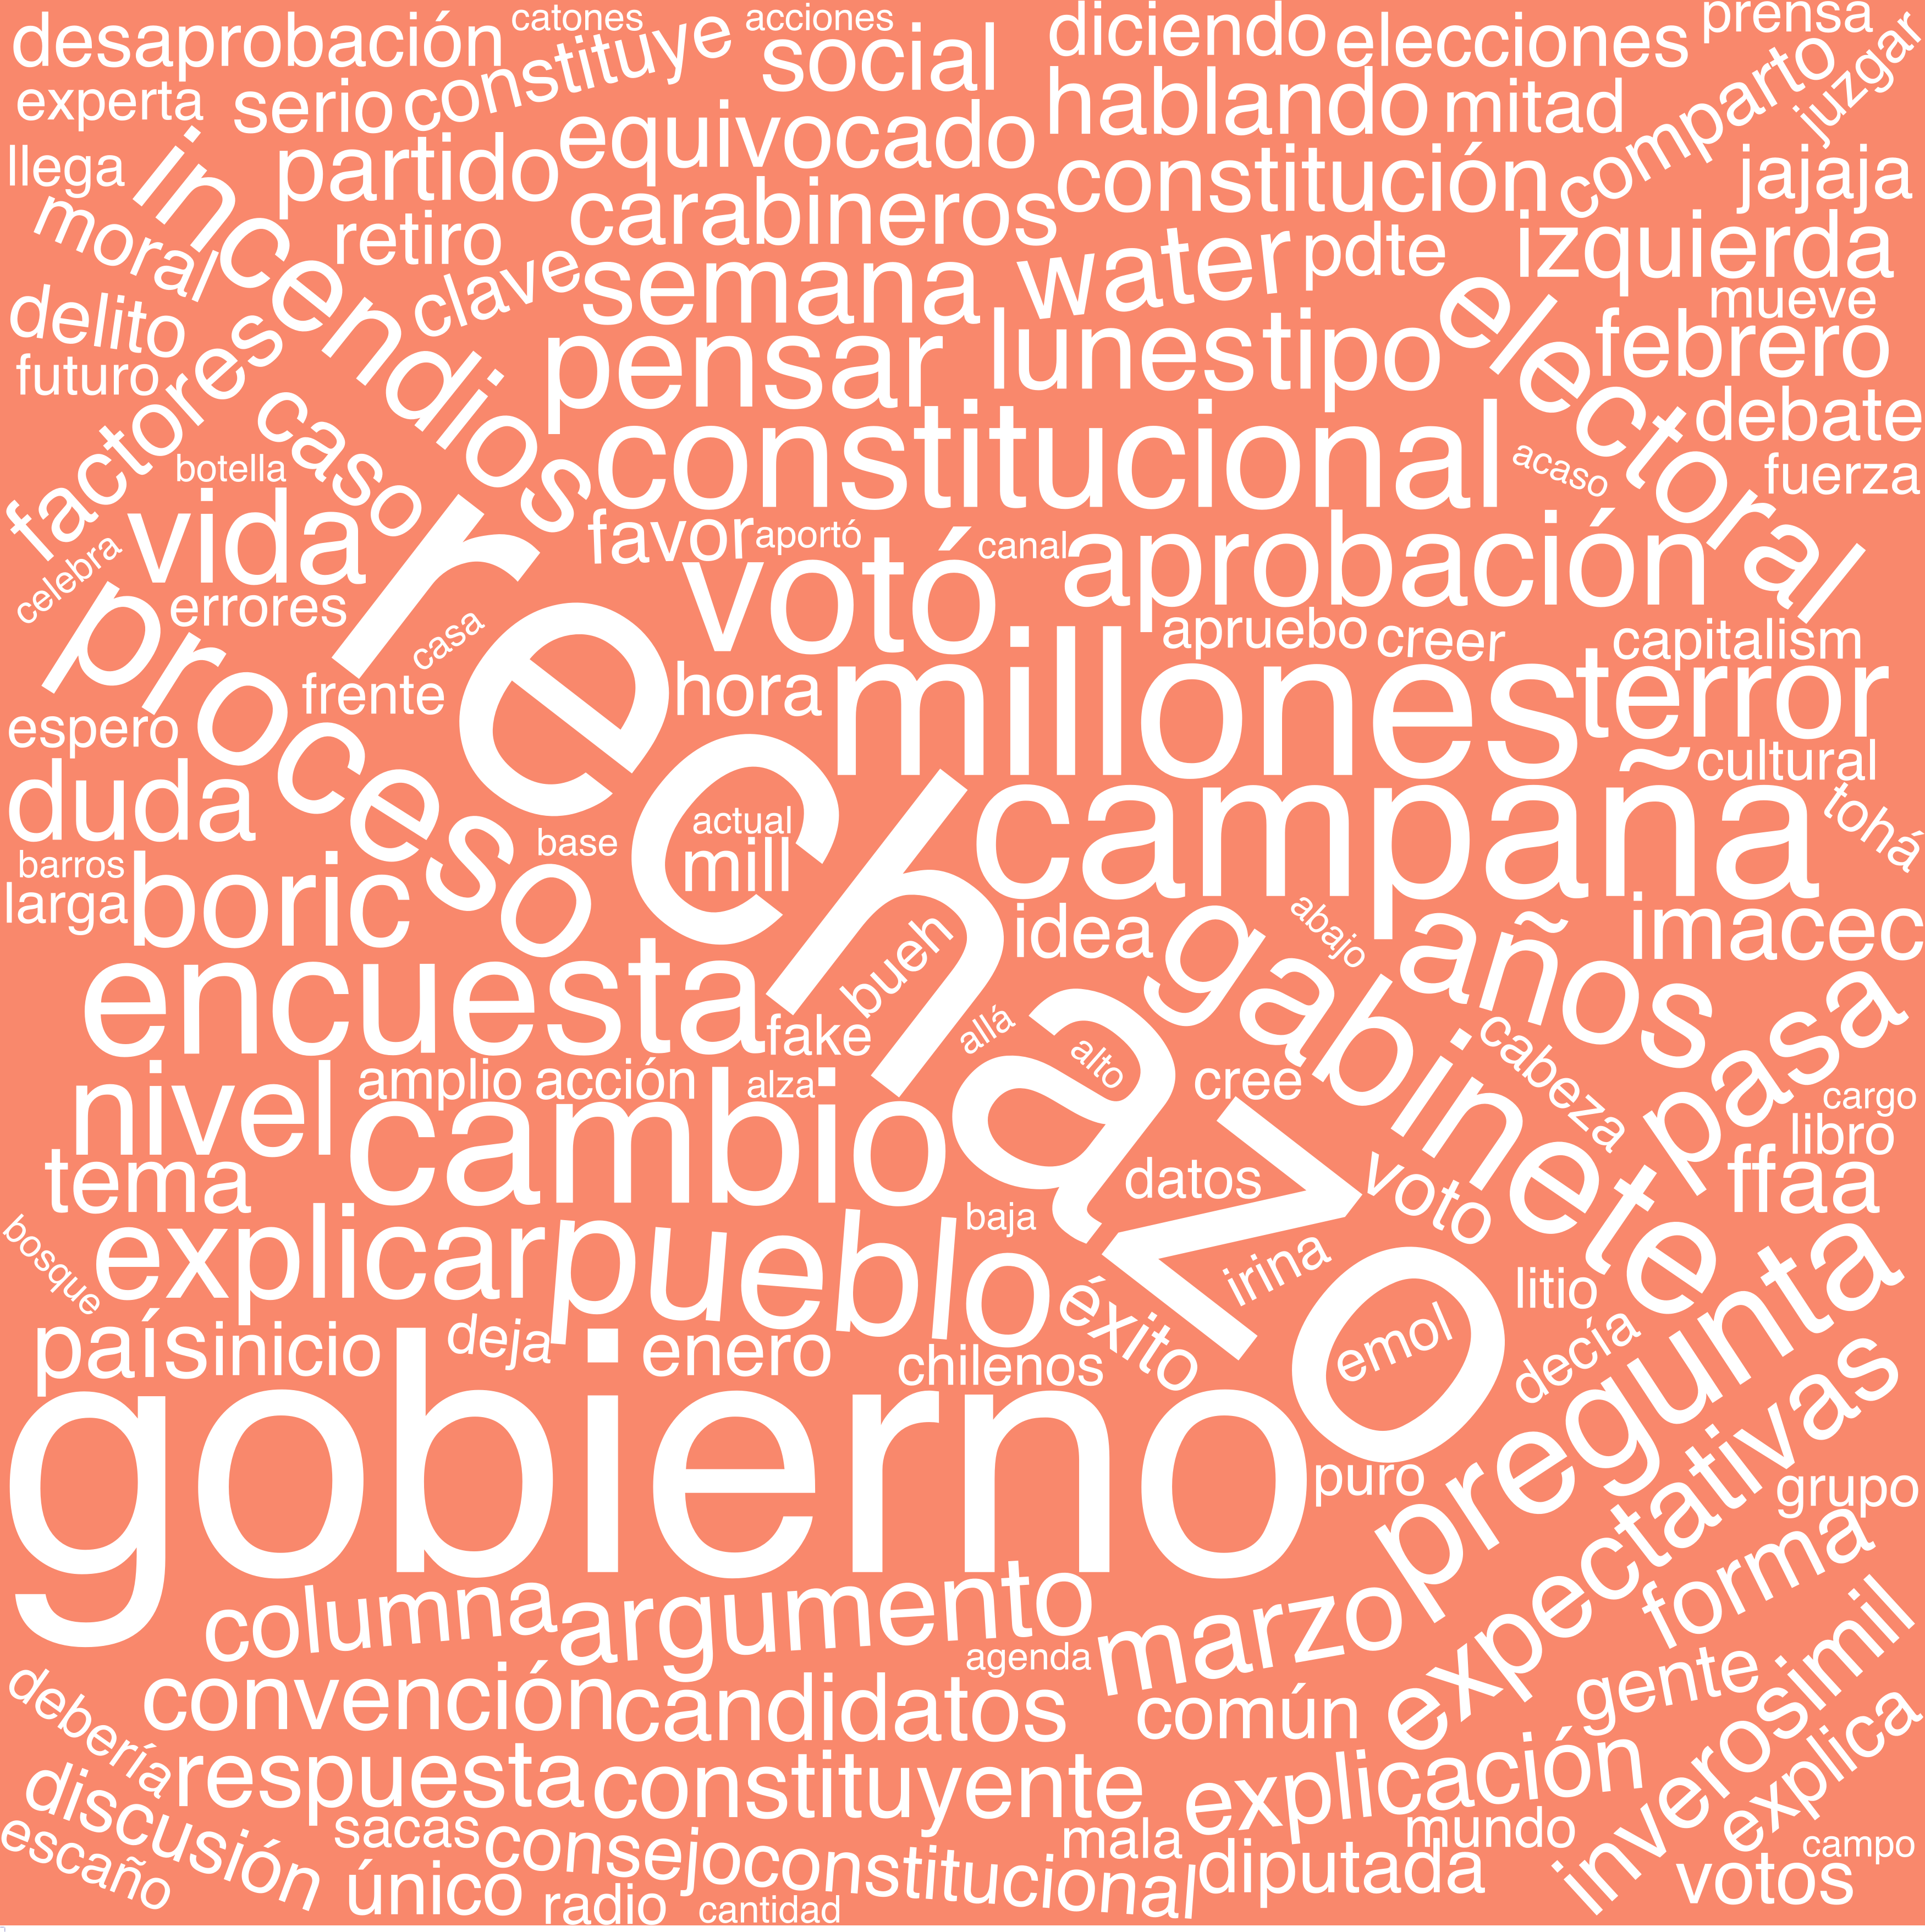 desaprobación
catones
acciones
constituye
social
diciendo
elecciones
prensa
experta
serio
equivocado
hablando
mitad
comparto
juzgar
llega
incendios
partido
carabineros
constitución
jajaja
moral
retiro
clave
semana
water
pdte
izquierda
mueve
delito
futuro
factores
caso
pensar
lunes
tipo
electoral
febrero
debate
botella
constitucional
acaso
fuerza
vida
celebra
errores
favor
aportó
canal
voto
votó
aprobación
apruebo
creer
capitalism
proceso
rechazo
casa
frente
hora
millones
terror
espero
cultural
duda
base
actual
mill
campaña
tohá
barros
larga
boric
idea
abajo
años
imacec
encuesta
bueh
fake
allá
alto
gabinete
cabeza
pasa
nivel
amplio
acción
alza
cree
cargo
libro
tema
cambio
datos
ffaa
bosque
explicar
pueblo
baja
éxito
irina
litio
país
inicio
deja
enero
chilenos
emol
decía
pregunta
gobierno
puro
expectativas
grupo
columna
argumento
agenda
marzo
forma
debería
convención
candidatos
común
gente
inverosimil
respuesta
constituyente
explicación
explica
discusión
escaño
sacas
consejoconstitucional
mala
mundo
campo
único
radio
cantidad
diputada
votos